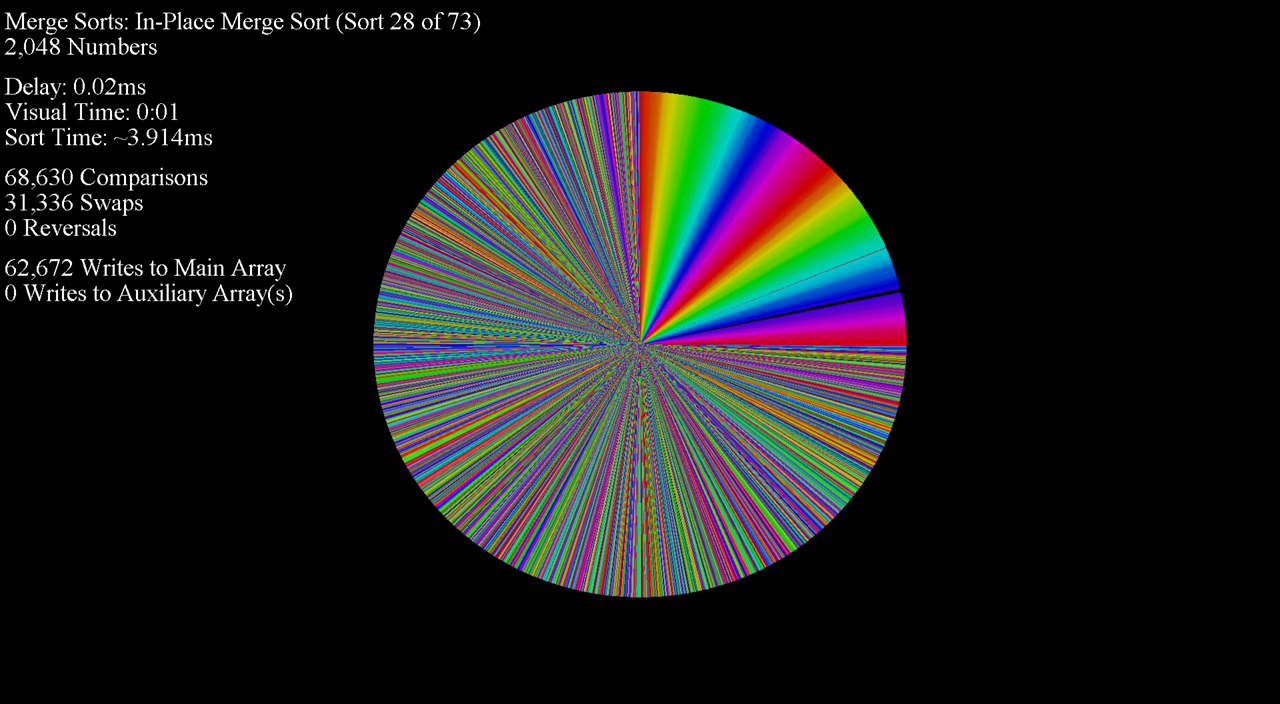 Merge Sorts: In-Place Merge Sort (Sort 28 of 73)
2,048 Numbers
Delay: 0.02ms
Visual Time: 0:01
Sort Time: ~3.914ms
68,630 Comparisons
31,336 Swaps
0 Reversals
62,672 Writes to Main Array
0 Writes to Auxiliary Array(s)